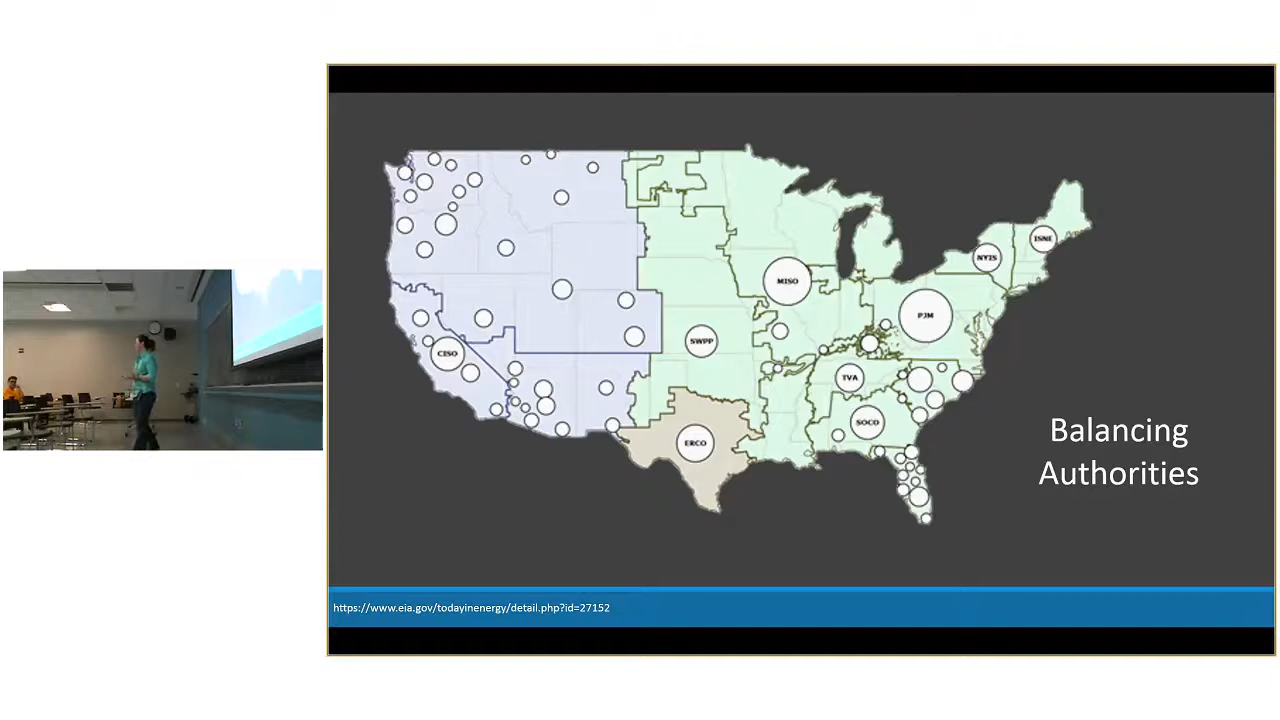 ISNE
NYIS
MISO
PJM
SWPP
CISO
TVA
SOCO
ERCO
Balancing
Authorities
https://www.eia.gov/todayinenergy/detail.php?id=27152